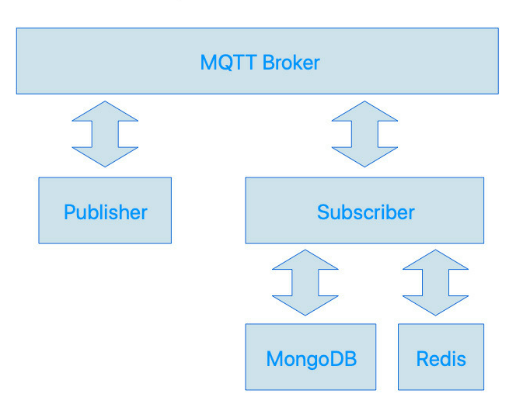 MQTT Broker
Publisher
Subscriber
MongoDB
Redis